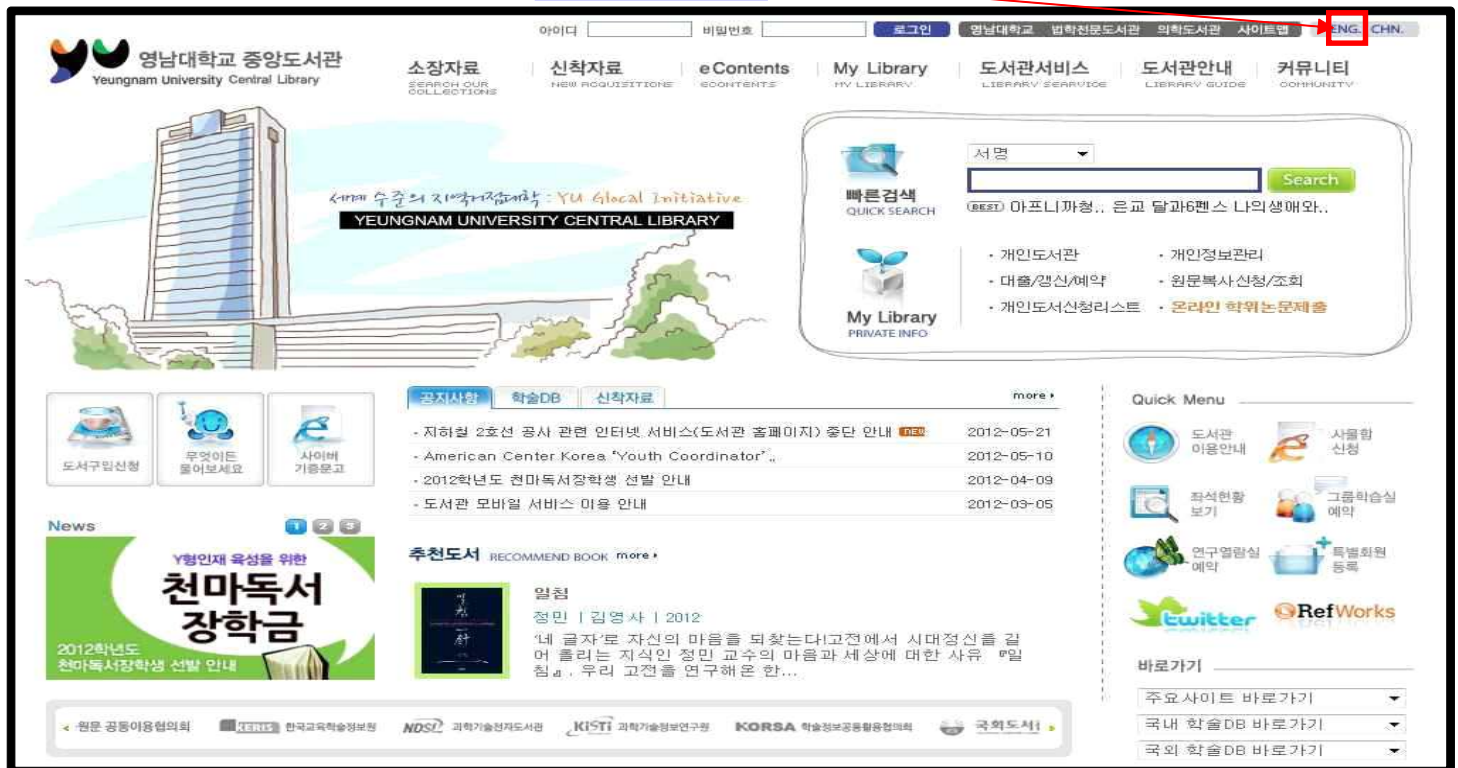 아이디 비밀번호 로그인 영남대학교 법학전문도서관 의학도서관 사이트맵 ENG. CHN.
영남대학교 중앙도서관
Yeungnam University Central Library
소장자료 신착자료 eContents My Library 도서관서비스 도서관안내 커뮤니티
SEARCH OUR COLLECTIONS NEW ACQUISITIONS ECONTENTS MY LIBRARY LIBRARY SEARVICE LIBRARY GUIDE COMMUNITY
세계 수준의 지역거점대학 : YU Glocal Initiative
YEUNGNAM UNIVERSITY CENTRAL LIBRARY
서명
빠른검색
QUICK SEARCH
Search
BEST 아프니까청.. 은교 달과6펜스 나의생애와..
My Library
PRIVATE INFO
· 개인도서관 · 개인정보관리
· 대출/갱신/예약 · 원문복사신청/조회
· 개인도서신청리스트 · 온라인 학위논문제출
도서구입신청
무엇이든
물어보세요
사이버
기증문고
공지사항 학술DB 신착자료 more
· 지하철 2호선 공사 관련 인터넷 서비스(도서관 홈페이지) 중단 안내 NEW 2012-05-21
· American Center Korea "Youth Coordinator" .. 2012-05-10
· 2012학년도 천마독서장학생 선발 안내 2012-04-09
· 도서관 모바일 서비스 이용 안내 2012-03-05
News 1 2 3
Y형인재 육성을 위한
천마독서
장학금
2012학년도
천마독서장학생 선발 안내
추천도서 RECOMMEND BOOK more
일침
일침
정민 | 김영사 | 2012
'네 글자'로 자신의 마음을 되찾는다!고전에서 시대정신을 길
어 올리는 지식인 정민 교수의 마음과 세상에 대한 사유 『일
침』. 우리 고전을 연구해온 한...
Quick Menu
도서관
이용안내
사물함
신청
좌석현황
보기
그룹학습실
예약
연구열람실
예약
특별회원
등록
twitter RefWorks
바로가기
주요사이트 바로가기
국내 학술DB 바로가기
국외 학술DB 바로가기
원문 공동이용협의회 KERIS 한국교육학술정보원 NDSL 과학기술전자도서관 KiSTi 과학기술정보연구원 KORSA 학술정보공동활용협의회 국회도서관